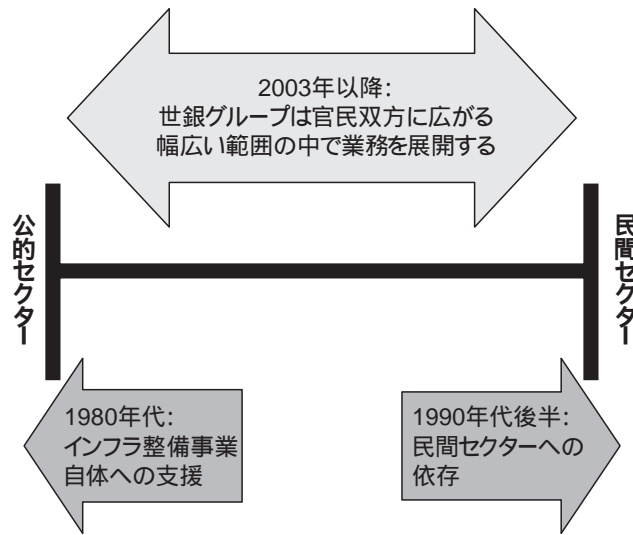 2003年以降:
世銀グループは官民双方に広がる
幅広い範囲の中で業務を展開する
公的セクター
民間セクター
1980年代:
インフラ整備事業
自体への支援
1990年代後半:
民間セクターへの
依存